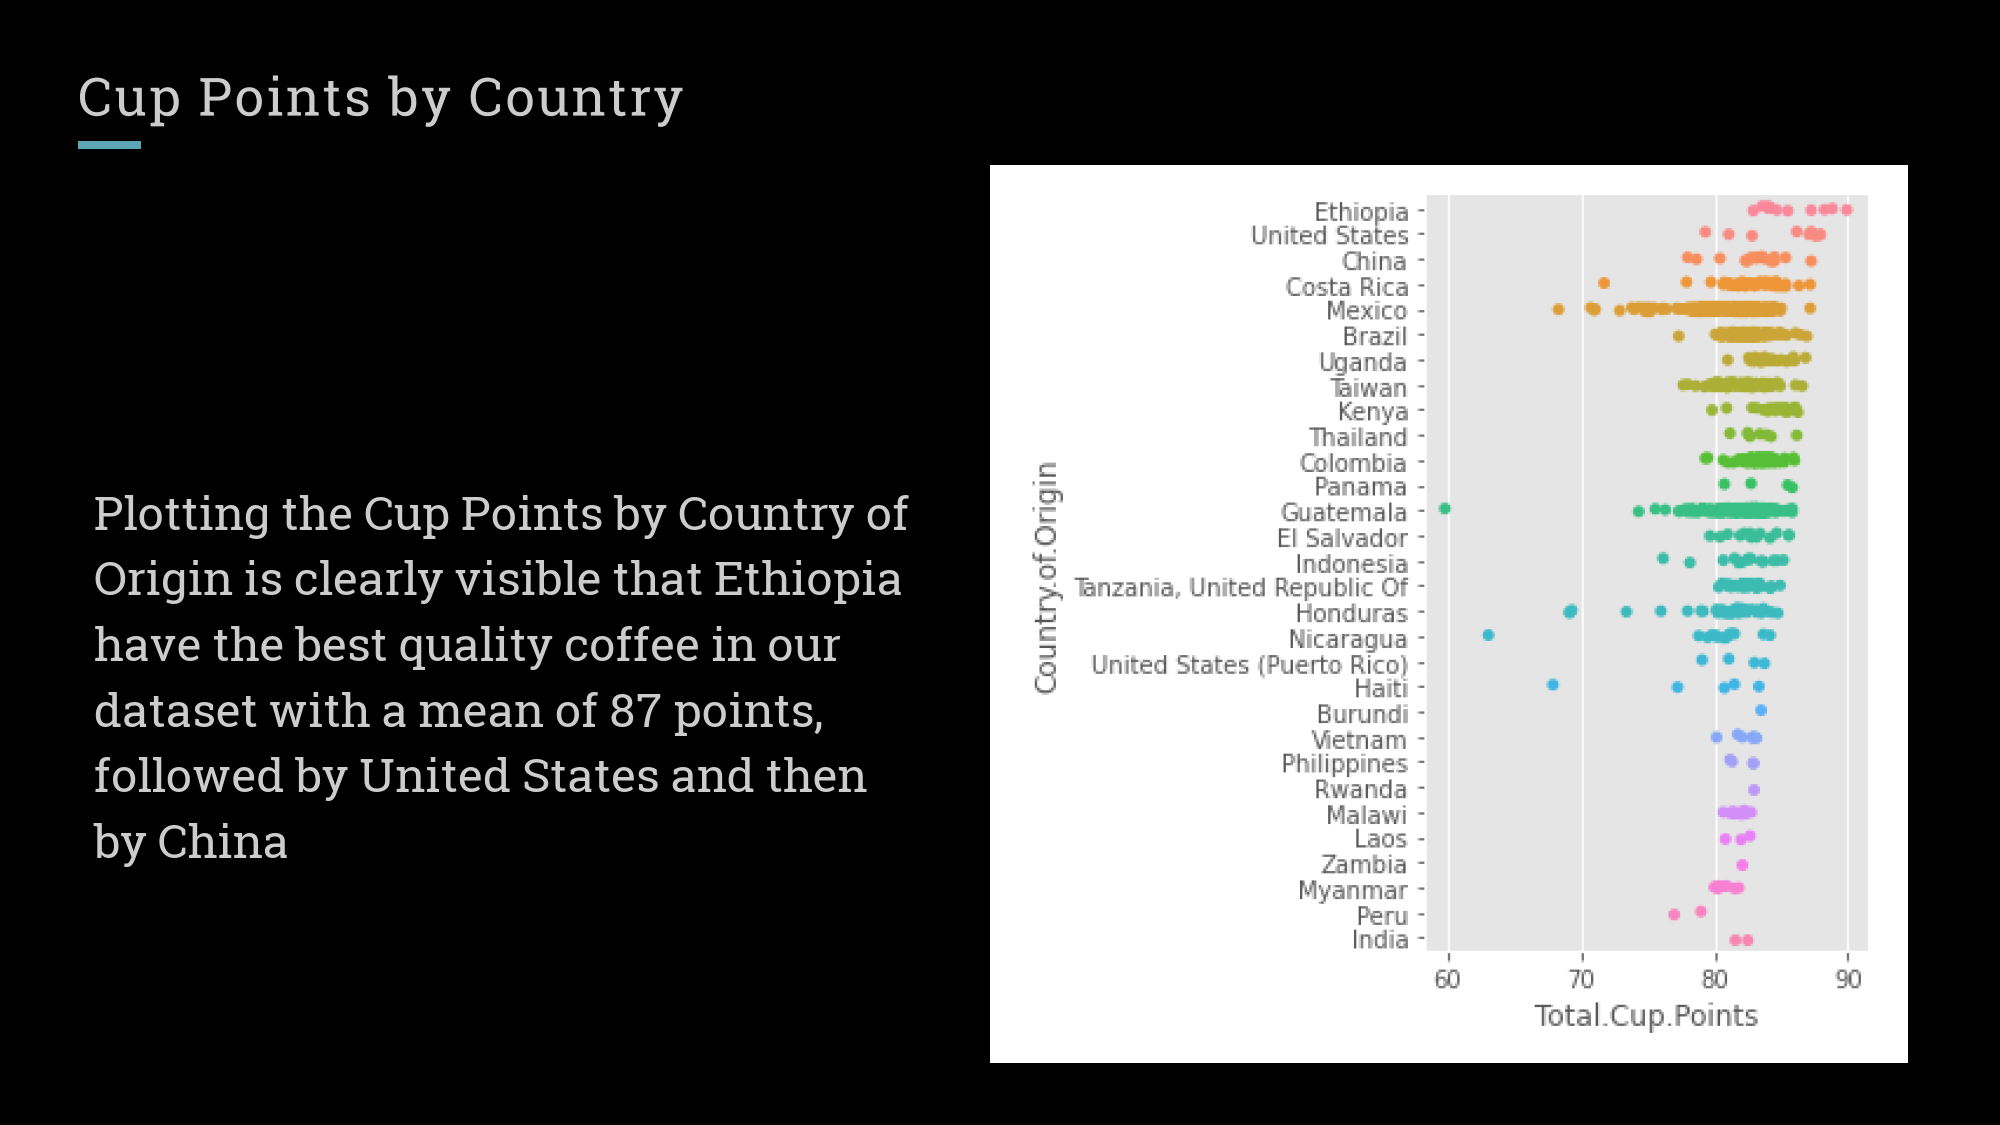 Cup Points by Country
Plotting the Cup Points by Country of
Origin is clearly visible that Ethiopia
have the best quality coffee in our
dataset with a mean of 87 points,
followed by United States and then
by China
Country.of.Origin
Ethiopia
United States
China
Costa Rica
Mexico
Brazil
Uganda
Taiwan
Kenya
Thailand
Colombia
Panama
Guatemala
El Salvador
Indonesia
Tanzania, United Republic Of
Honduras
Nicaragua
United States (Puerto Rico)
Haiti
Burundi
Vietnam
Philippines
Rwanda
Malawi
Laos
Zambia
Myanmar
Peru
India
60 70 80 90
Total.Cup.Points